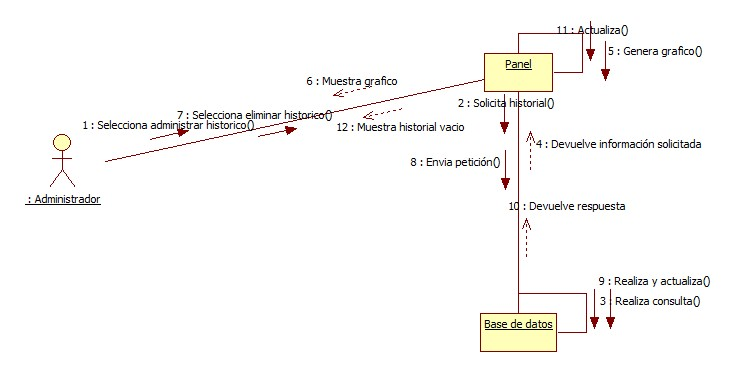 11 : Actualiza()
5 : Genera grafico()
Panel
6 : Muestra grafico
2 : Solicita historial()
7 : Selecciona eliminar historico()
1 : Selecciona administrar historico()
12 : Muestra historial vacio
4 : Devuelve información solicitada
8 : Envia petición()
: Administrador
10 : Devuelve respuesta
9 : Realiza y actualiza()
3 : Realiza consulta()
Base de datos